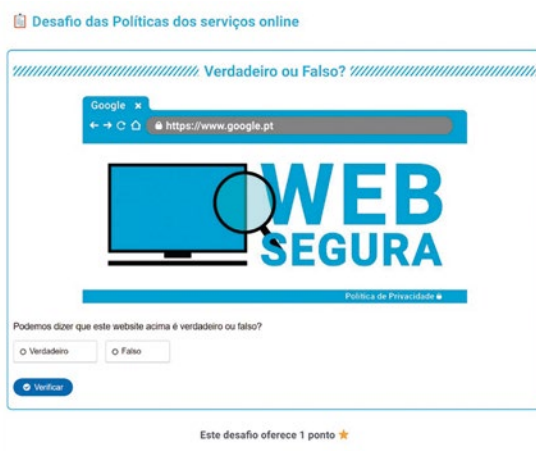 Desafio das Políticas dos serviços online
Verdadeiro ou Falso?
Google ×
https://www.google.pt
WEB
SEGURA
Política de Privacidade
Podemos dizer que este website acima é verdadeiro ou falso?
Verdadeiro
Falso
Verificar
Este desafio oferece 1 ponto